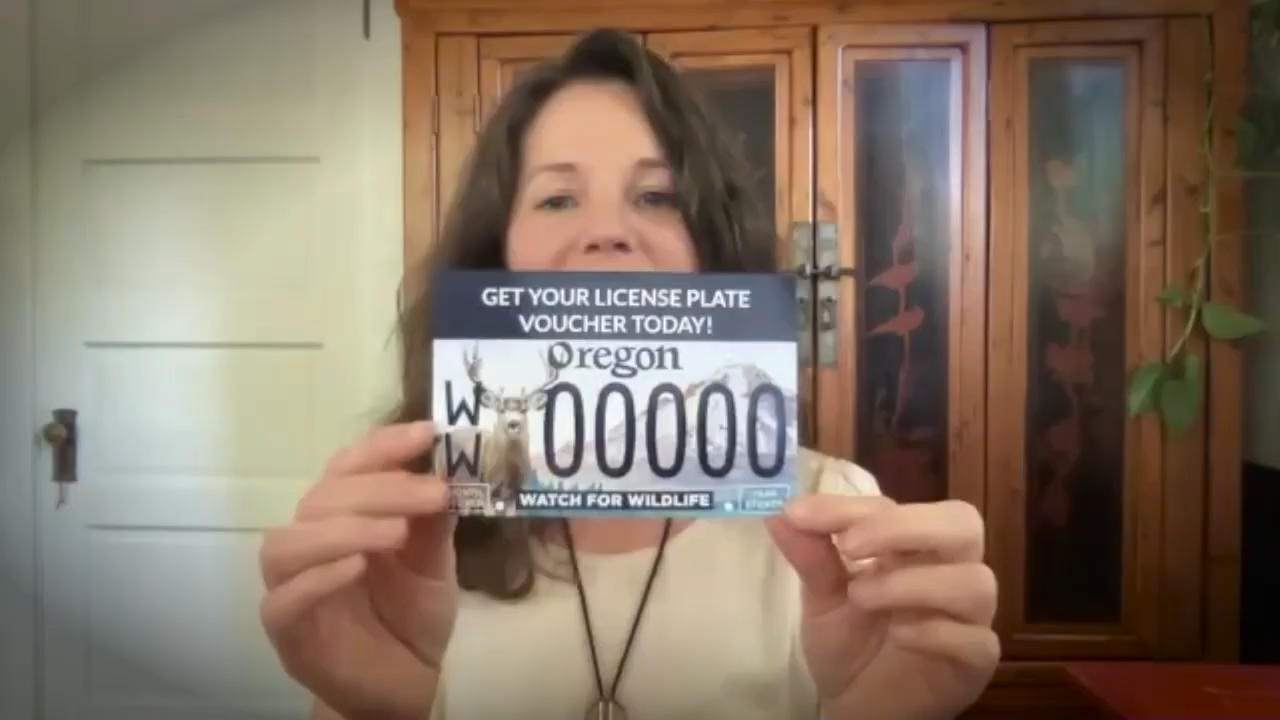 GET YOUR LICENSE PLATE
VOUCHER TODAY!
Oregon
WW 00000
WATCH FOR WILDLIFE